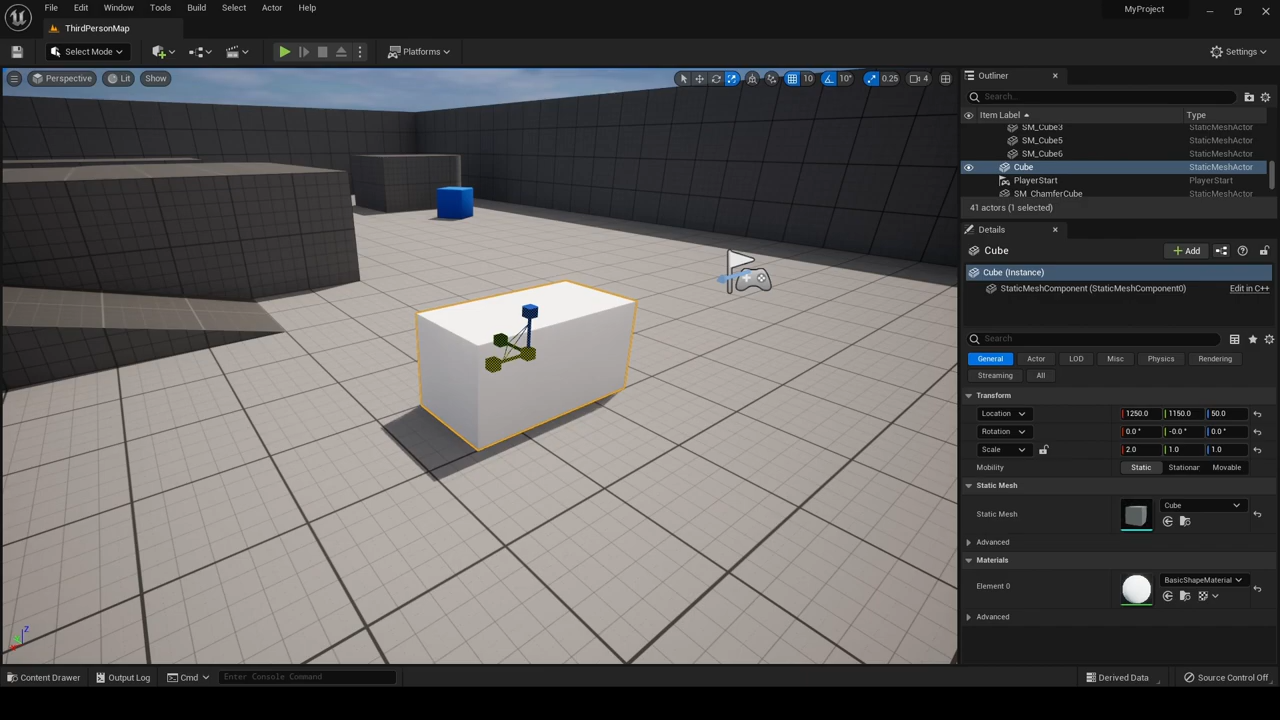 File Edit Window Tools Build Select Actor Help
MyProject
ThirdPersonMap
Select Mode
Platforms
Settings
Perspective
Lit
Show
10
10°
0.25
4
Outliner
Search...
Item Label
Type
SM_Cube3 StaticMeshActor
SM_Cube5 StaticMeshActor
SM_Cube6 StaticMeshActor
Cube StaticMeshActor
PlayerStart PlayerStart
SM_ChamferCube StaticMeshActor
41 actors (1 selected)
Details
Cube
+ Add
Cube (Instance)
StaticMeshComponent (StaticMeshComponent0) Edit in C++
Search
General Actor LOD Misc Physics Rendering
Streaming All
Transform
Location 1250.0 1150.0 50.0
Rotation 0.0 ° -0.0 ° 0.0 °
Scale 2.0 1.0 1.0
Mobility Static Stationar Movable
Static Mesh
Static Mesh Cube
Advanced
Materials
Element 0 BasicShapeMaterial
Advanced
Z
Content Drawer Output Log Cmd Enter Console Command Derived Data Source Control Off